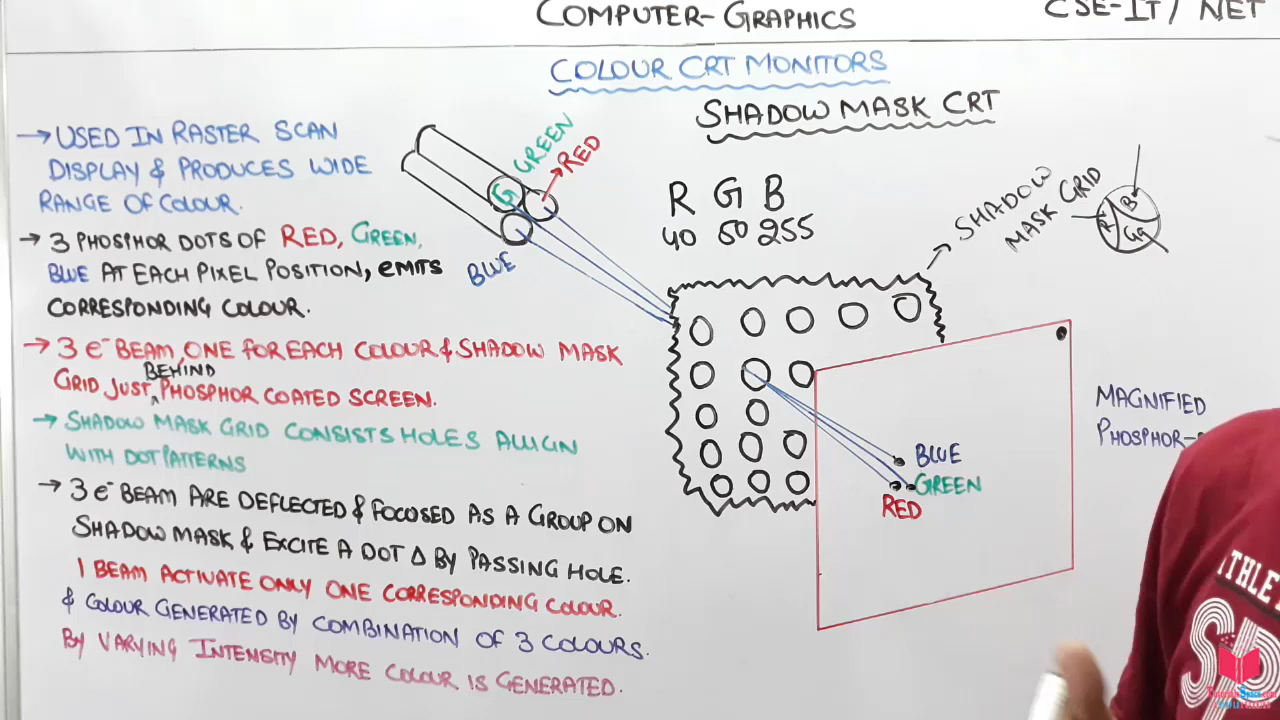 COMPUTER-GRAPHICS
CSE-IT / NET
COLOUR CRT MONITORS
SHADOW MASK CRT
→ USED IN RASTER SCAN
DISPLAY & PRODUCES WIDE
RANGE OF COLOUR.
→ 3 PHOSPHOR DOTS OF RED, GREEN,
BLUE AT EACH PIXEL POSITION, EMITS
CORRESPONDING COLOUR.
→ 3 e⁻ BEAM, ONE FOR EACH COLOUR & SHADOW MASK
GRID JUST BEHIND PHOSPHOR COATED SCREEN.
→ SHADOW MASK GRID CONSISTS HOLES ALLIGN
WITH DOT PATTERNS
→ 3 e⁻ BEAM ARE DEFLECTED & FOCUSED AS A GROUP ON
SHADOW MASK & EXCITE A DOT Δ BY PASSING HOLE.
1 BEAM ACTIVATE ONLY ONE CORRESPONDING COLOUR.
& COLOUR GENERATED BY COMBINATION OF 3 COLOURS.
BY VARYING INTENSITY MORE COLOUR IS GENERATED.
G
GREEN
RED
BLUE
R G B
40 50 255
SHADOW
MASK GRID
R
B
G
BLUE
GREEN
RED
MAGNIFIED
PHOSPHOR-
ATHLE